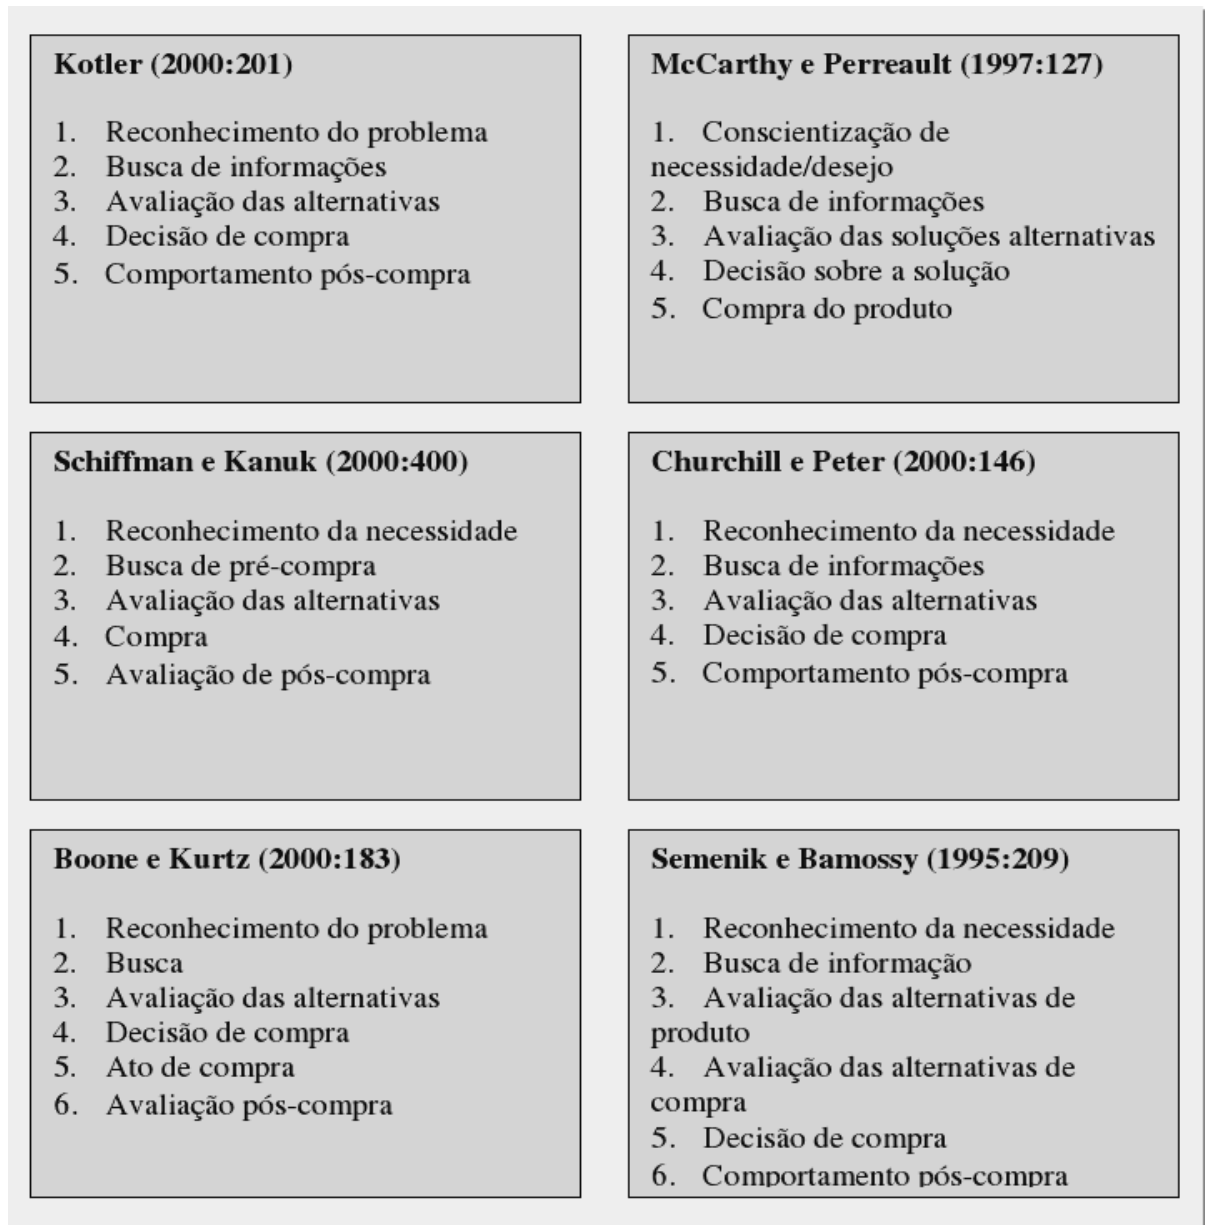 Kotler (2000:201)
1. Reconhecimento do problema
2. Busca de informações
3. Avaliação das alternativas
4. Decisão de compra
5. Comportamento pós-compra
McCarthy e Perreault (1997:127)
1. Conscientização de
necessidade/desejo
2. Busca de informações
3. Avaliação das soluções alternativas
4. Decisão sobre a solução
5. Compra do produto
Schiffman e Kanuk (2000:400)
1. Reconhecimento da necessidade
2. Busca de pré-compra
3. Avaliação das alternativas
4. Compra
5. Avaliação de pós-compra
Churchill e Peter (2000:146)
1. Reconhecimento da necessidade
2. Busca de informações
3. Avaliação das alternativas
4. Decisão de compra
5. Comportamento pós-compra
Boone e Kurtz (2000:183)
1. Reconhecimento do problema
2. Busca
3. Avaliação das alternativas
4. Decisão de compra
5. Ato de compra
6. Avaliação pós-compra
Semenik e Bamossy (1995:209)
1. Reconhecimento da necessidade
2. Busca de informação
3. Avaliação das alternativas de
produto
4. Avaliação das alternativas de
compra
5. Decisão de compra
6. Comportamento pós-compra